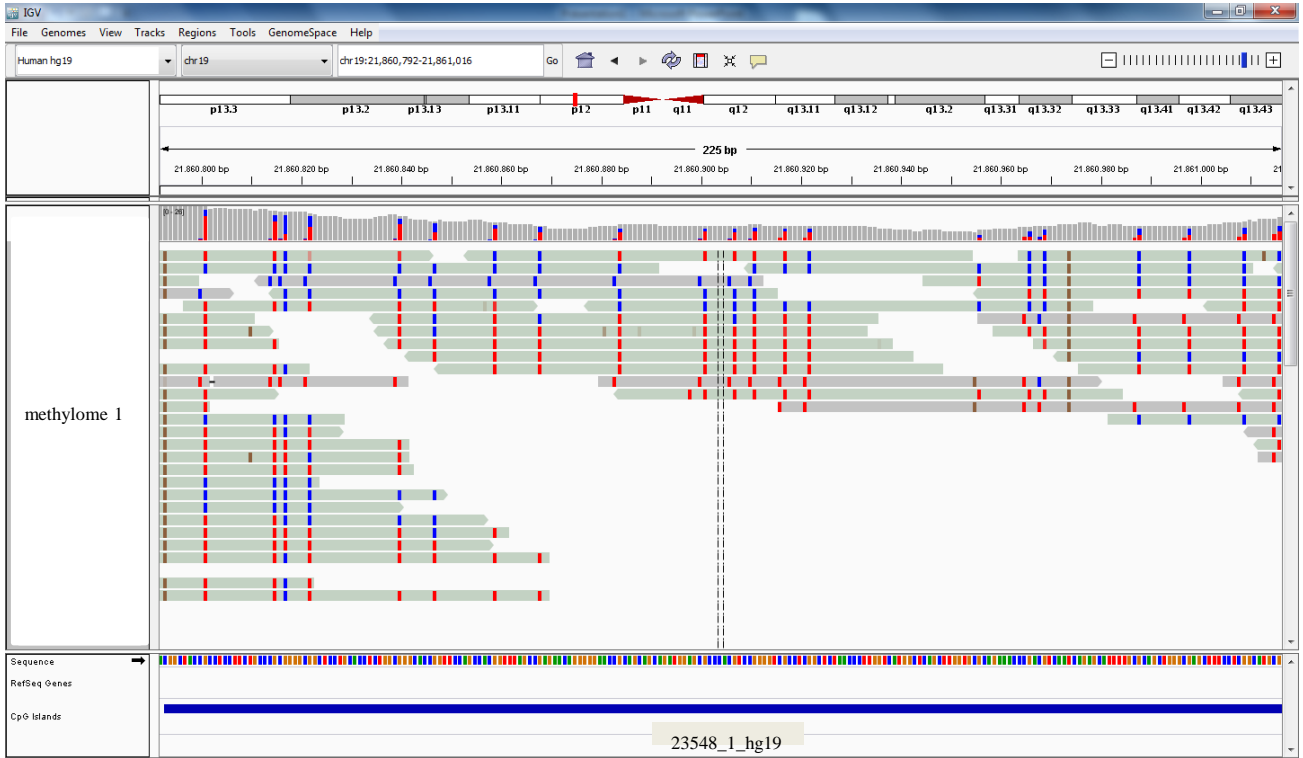 IGV
File Genomes View Tracks Regions Tools GenomeSpace Help
Human hg19 chr19 chr19:21,860,792-21,861,016 Go
p13.3 p13.2 p13.13 p13.11 p12 p11 q11 q12 q13.11 q13.12 q13.2 q13.31 q13.32 q13.33 q13.41 q13.42 q13.43
225 bp
21.860.800 bp 21.860.820 bp 21.860.840 bp 21.860.860 bp 21.860.880 bp 21.860.900 bp 21.860.920 bp 21.860.940 bp 21.860.960 bp 21.860.980 bp 21.861.000 bp 21
[0 - 26]
methylome 1
Sequence
RefSeq Genes
CpG Islands
23548_1_hg19